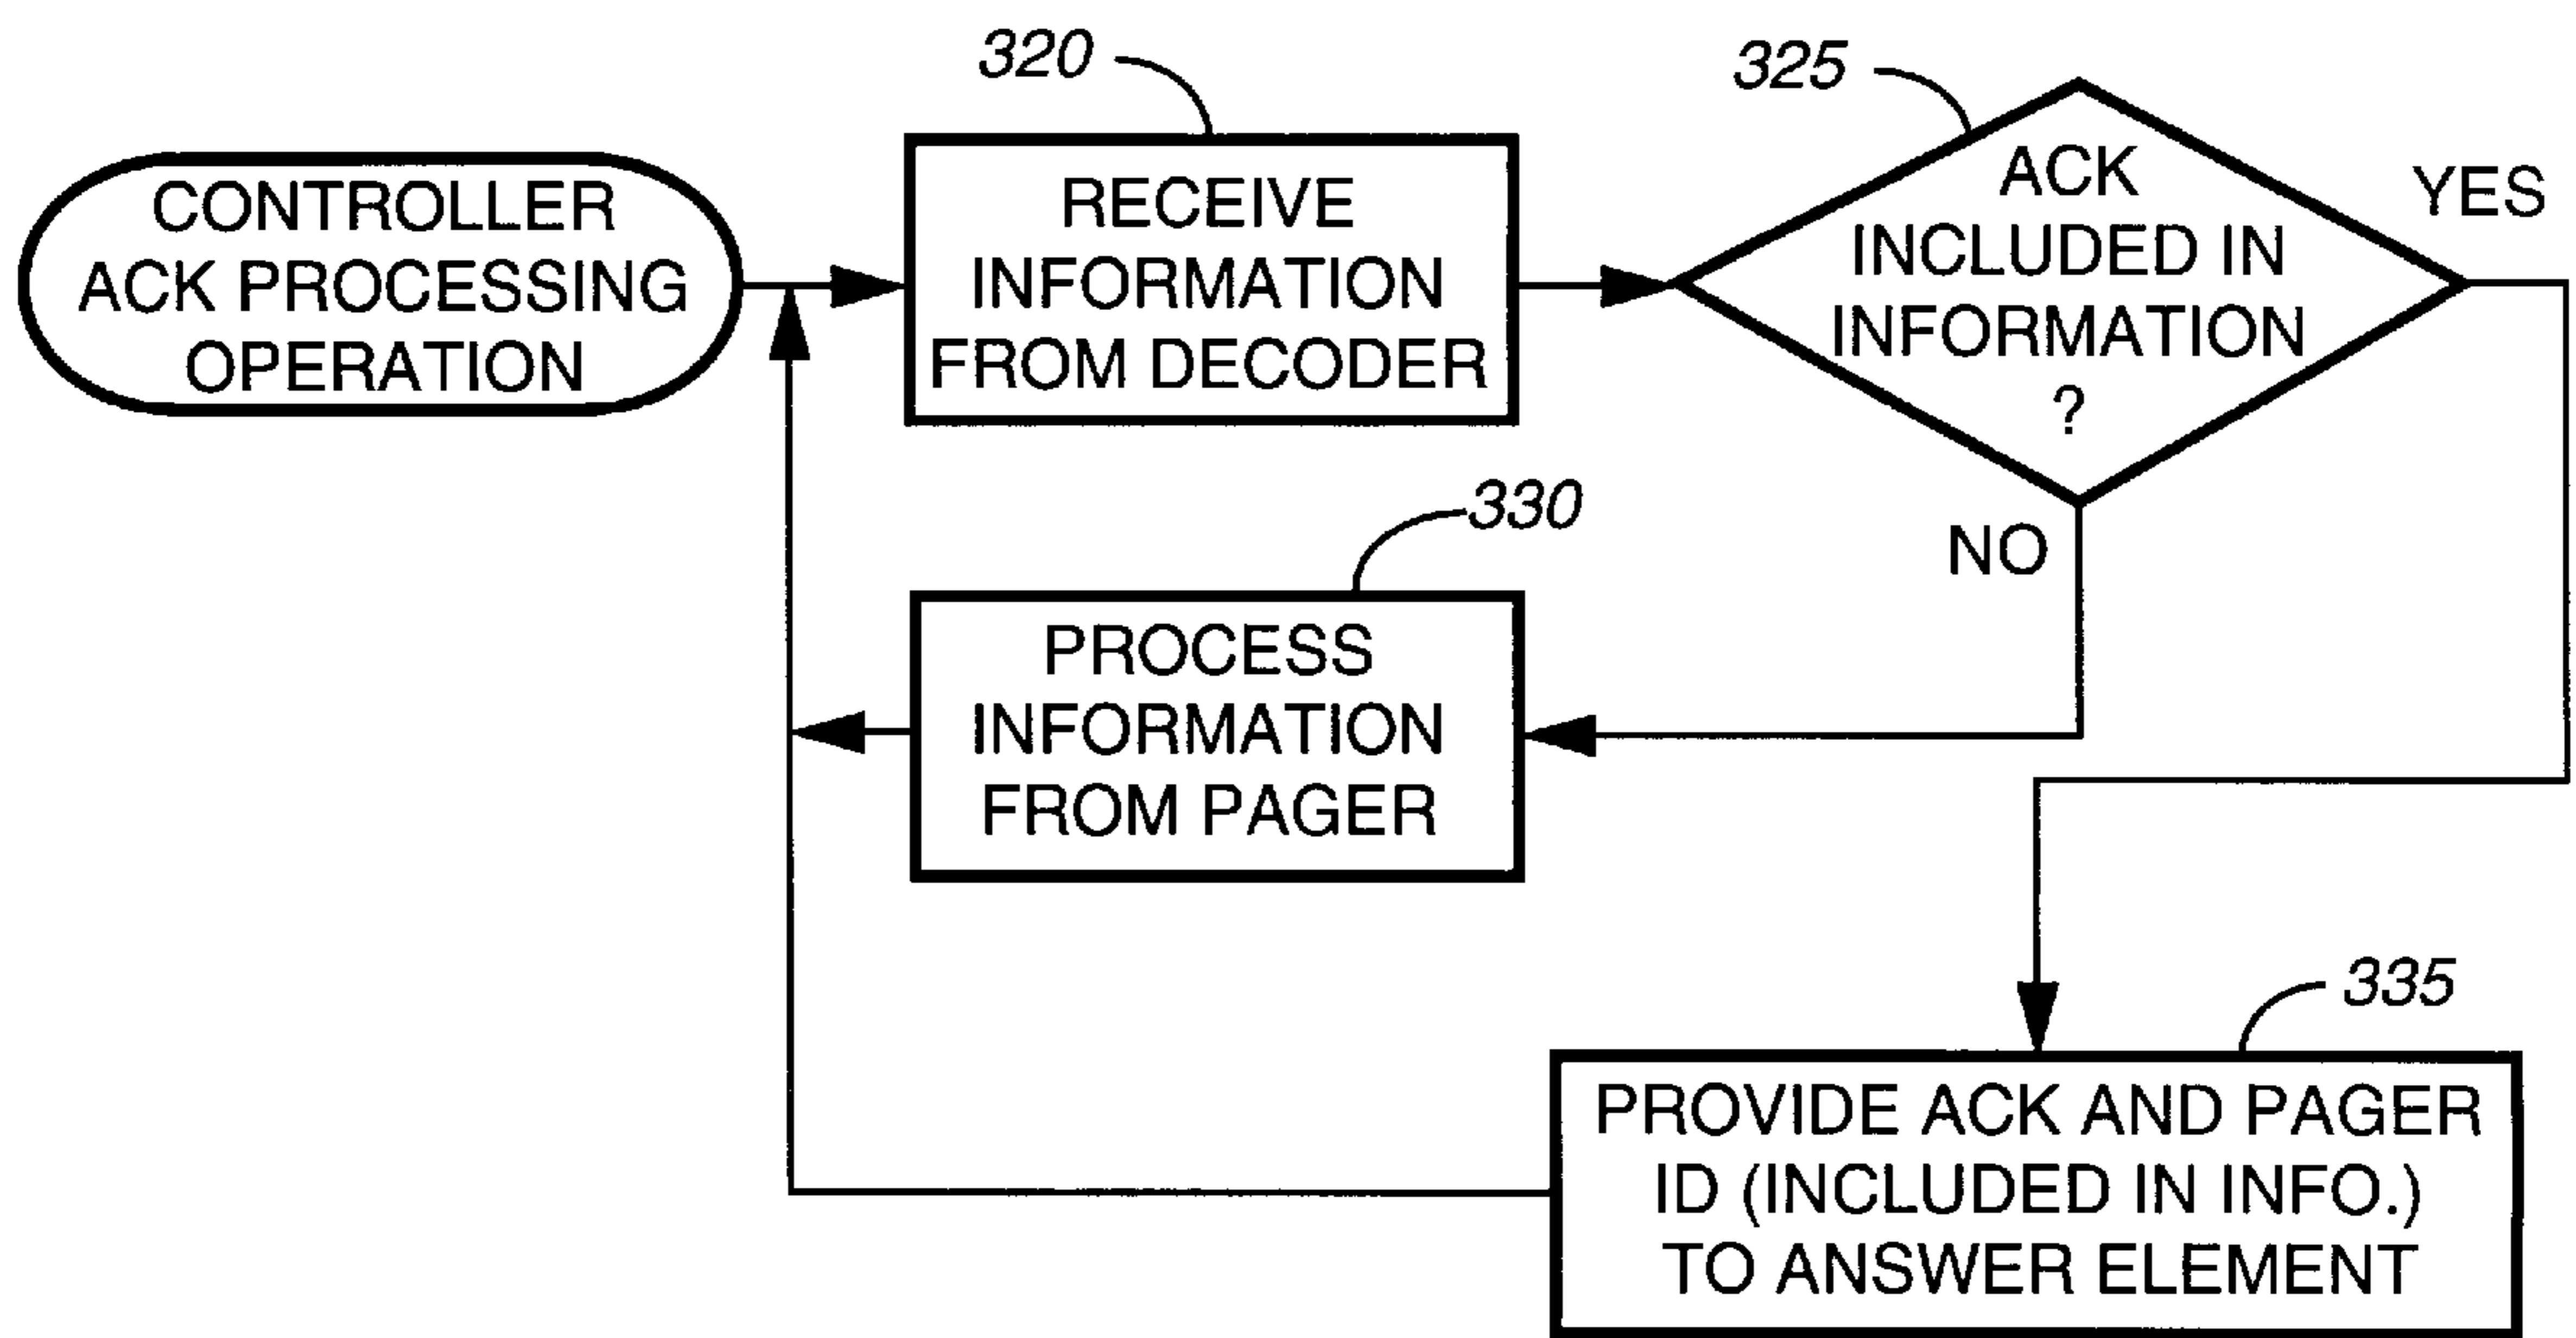 320
325
CONTROLLER
ACK PROCESSING
OPERATION
RECEIVE
INFORMATION
FROM DECODER
ACK
INCLUDED IN
INFORMATION
?
YES
NO
330
PROCESS
INFORMATION
FROM PAGER
335
PROVIDE ACK AND PAGER
ID (INCLUDED IN INFO.)
TO ANSWER ELEMENT